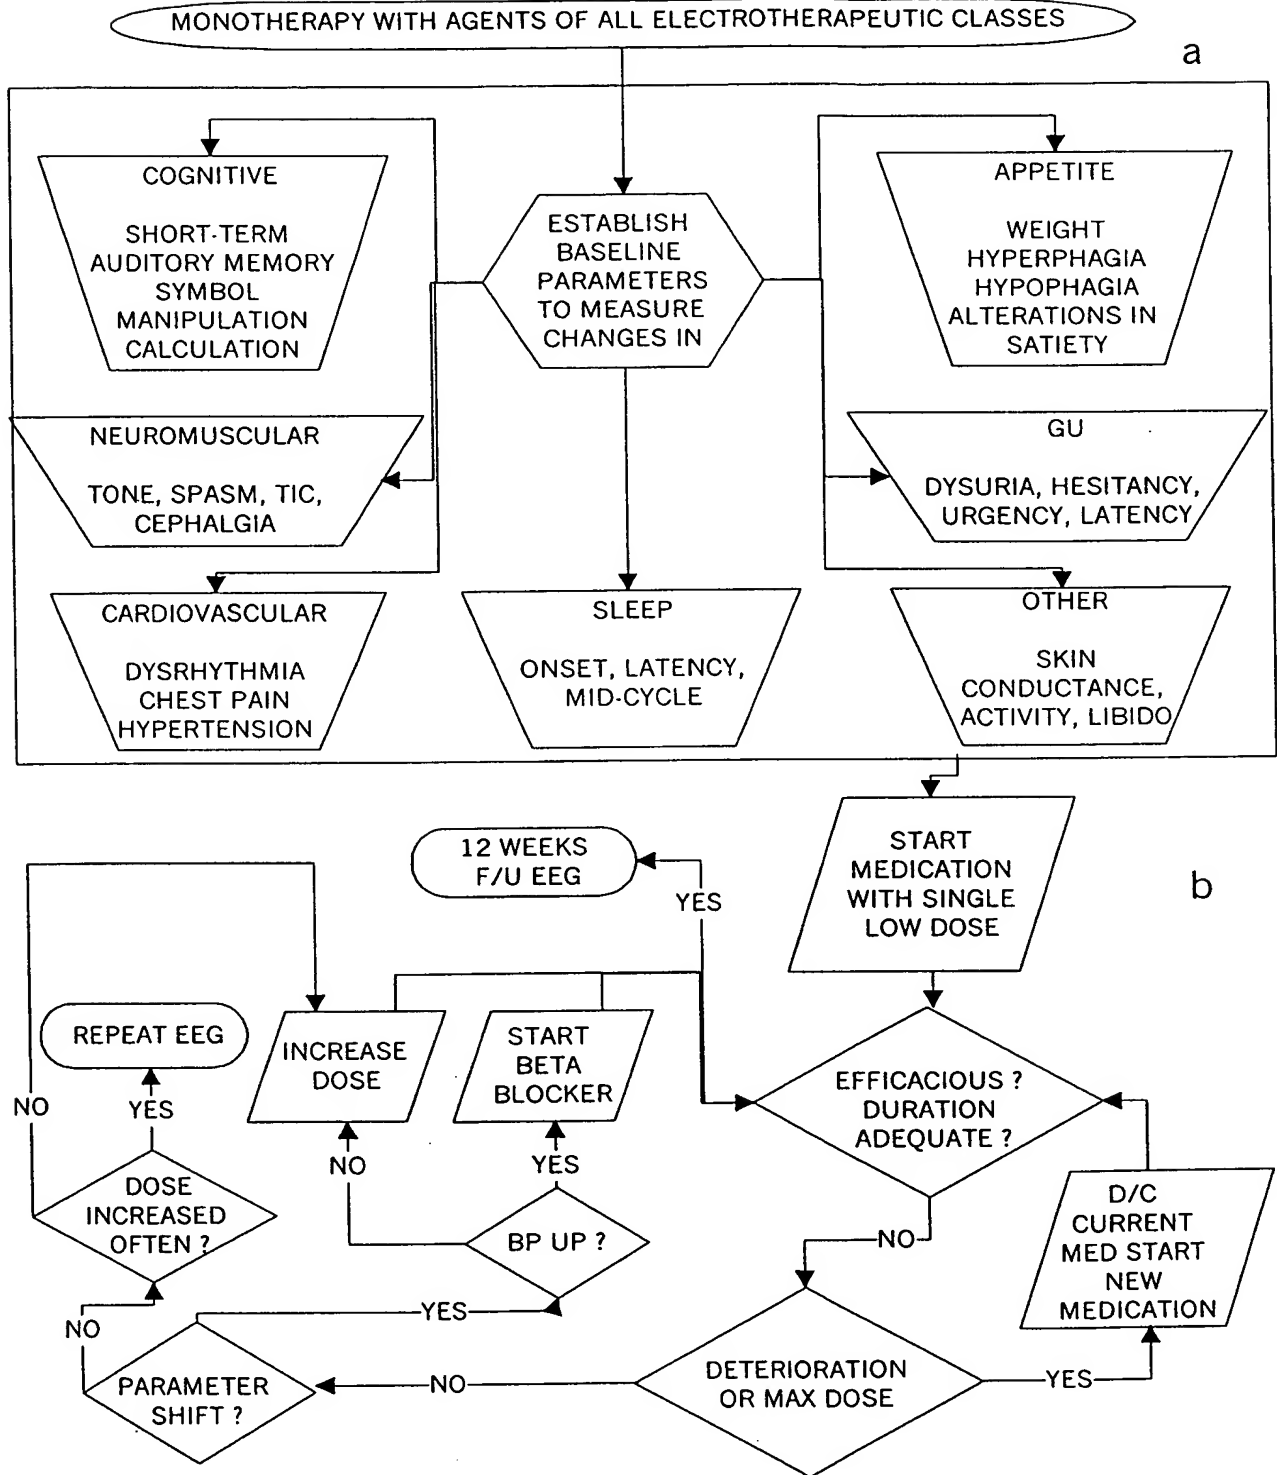 MONOTHERAPY WITH AGENTS OF ALL ELECTROTHERAPEUTIC CLASSES
a
COGNITIVE
SHORT-TERM
AUDITORY MEMORY
SYMBOL
MANIPULATION
CALCULATION
ESTABLISH
BASELINE
PARAMETERS
TO MEASURE
CHANGES IN
APPETITE
WEIGHT
HYPERPHAGIA
HYPOPHAGIA
ALTERATIONS IN
SATIETY
NEUROMUSCULAR
TONE, SPASM, TIC,
CEPHALGIA
GU
DYSURIA, HESITANCY,
URGENCY, LATENCY
CARDIOVASCULAR
DYSRHYTHMIA
CHEST PAIN
HYPERTENSION
SLEEP
ONSET, LATENCY,
MID-CYCLE
OTHER
SKIN
CONDUCTANCE,
ACTIVITY, LIBIDO
START
MEDICATION
WITH SINGLE
LOW DOSE
b
12 WEEKS
F/U EEG
YES
REPEAT EEG
INCREASE
DOSE
START
BETA
BLOCKER
EFFICACIOUS ?
DURATION
ADEQUATE ?
NO
YES
NO
YES
DOSE
INCREASED
OFTEN ?
BP UP ?
NO
D/C
CURRENT
MED START
NEW
MEDICATION
NO
YES
PARAMETER
SHIFT ?
NO
DETERIORATION
OR MAX DOSE
YES